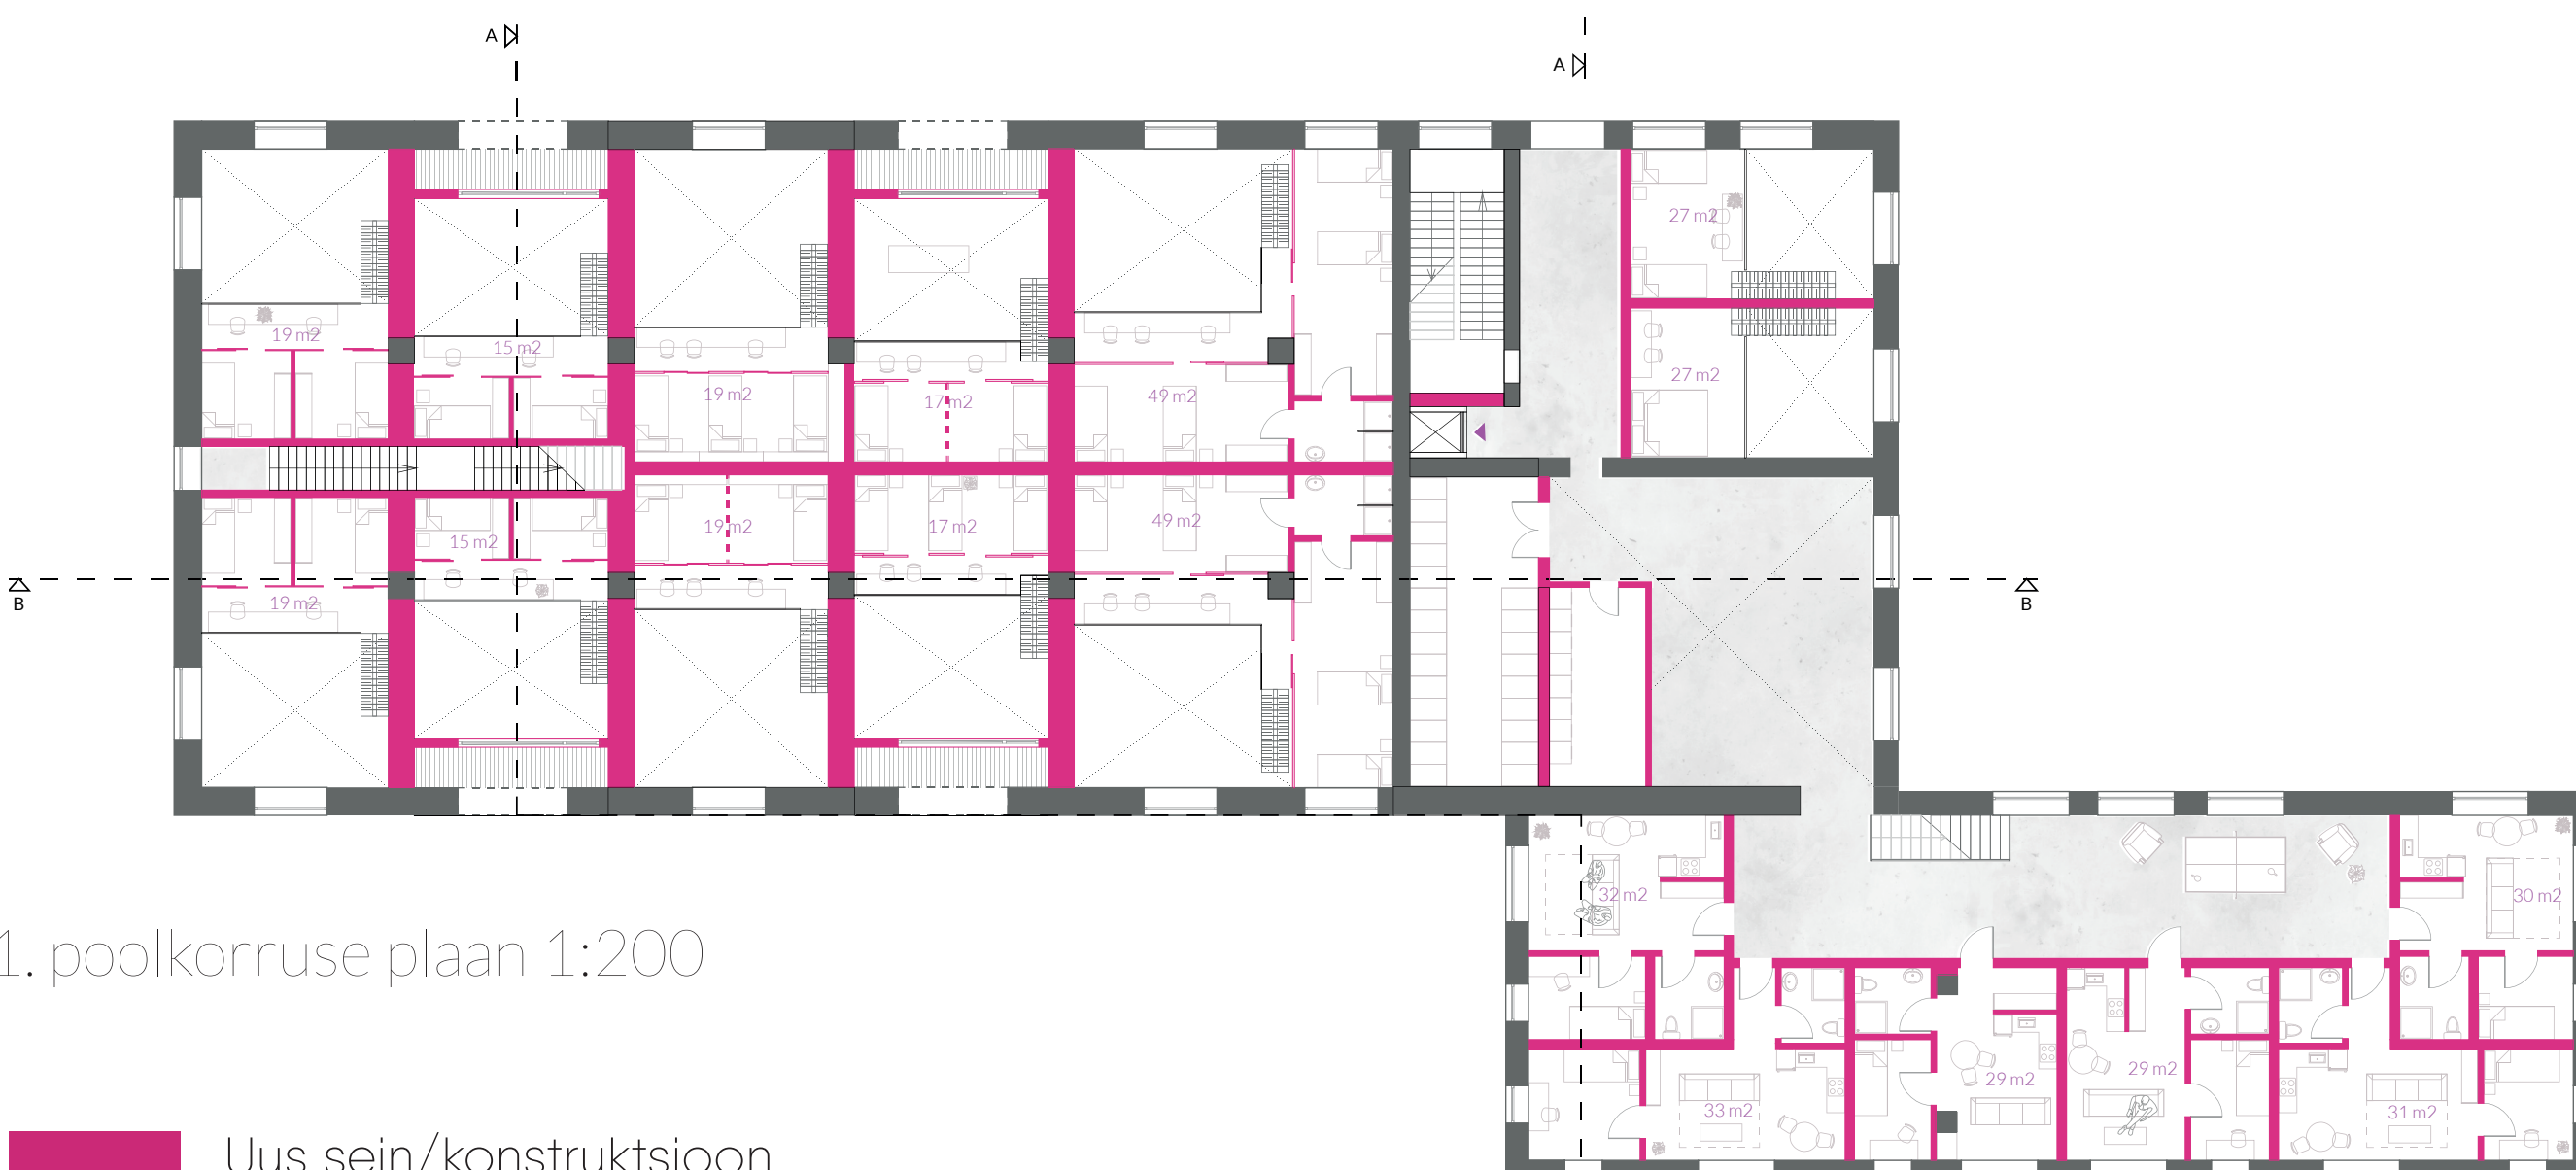 A
A
27 m2
19 m2
15 m2
27 m2
19 m2
17 m2
49 m2
19 m2
17 m2
49 m2
15 m2
19 m2
B
B
32 m2
30 m2
1. poolkorruse plaan 1:200
29 m2
29 m2
33 m2
31 m2
Uus sein/konstruktsioon